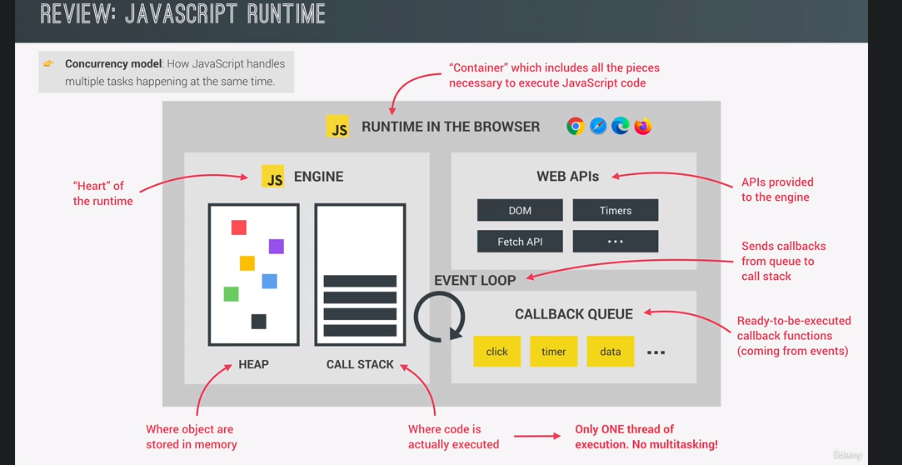 REVIEW: JAVASCRIPT RUNTIME
👉 Concurrency model: How JavaScript handles
multiple tasks happening at the same time.
“Container” which includes all the pieces
necessary to execute JavaScript code
JS RUNTIME IN THE BROWSER
“Heart” of
the runtime
JS ENGINE
HEAP
CALL STACK
WEB APIs
DOM
Timers
Fetch API
•••
APIs provided
to the engine
EVENT LOOP
Sends callbacks
from queue to
call stack
CALLBACK QUEUE
click
timer
data
•••
Ready-to-be-executed
callback functions
(coming from events)
Where object are
stored in memory
Where code is
actually executed
Only ONE thread of
execution. No multitasking!
Udemy